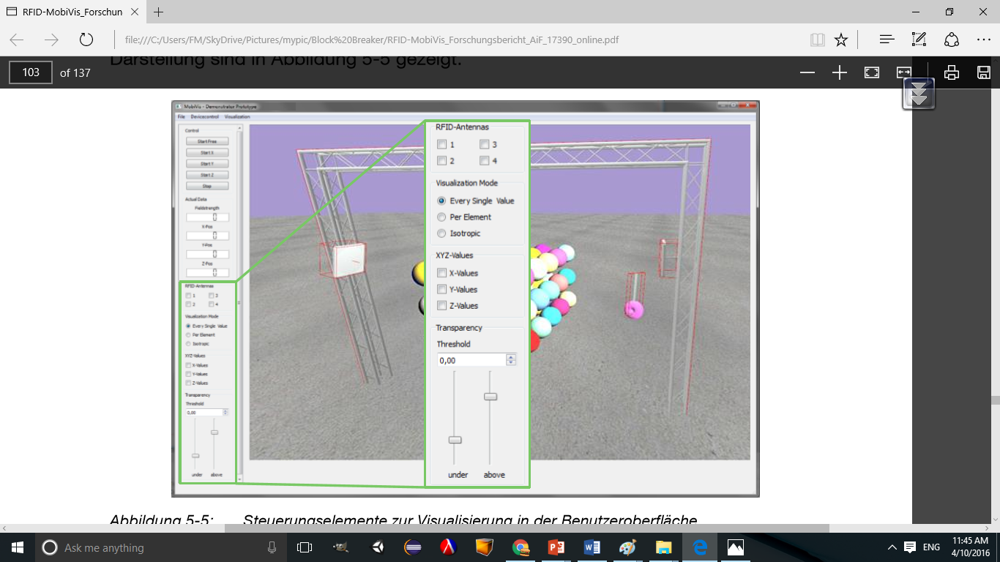 RFID-MobiVis_Forschun
file:///C:/Users/FM/SkyDrive/Pictures/mypic/Block%20Breaker/RFID-MobiVis_Forschungsbericht_AiF_17390_online.pdf
Darstellung sind in Abbildung 5-5 gezeigt.
103 of 137
MobiVis - Demonstrator Prototype
File Devicecontrol Visualization
Control
Start Free
Start X
Start Y
Start Z
Stop
Actual Data
Fieldstrength
0
X-Pos
0
Y-Pos
0
Z-Pos
0
RFID-Antennas
1 3
2 4
Visualization Mode
Every Single Value
Per Element
Isotropic
XYZ-Values
X-Values
Y-Values
Z-Values
Transparency
Threshold
0,00
under above
RFID-Antennas
1 3
2 4
Visualization Mode
Every Single Value
Per Element
Isotropic
XYZ-Values
X-Values
Y-Values
Z-Values
Transparency
Threshold
0,00
under above
Abbildung 5-5: Steuerungselemente zur Visualisierung in der Benutzeroberfläche
Ask me anything
ENG
11:45 AM
4/10/2016